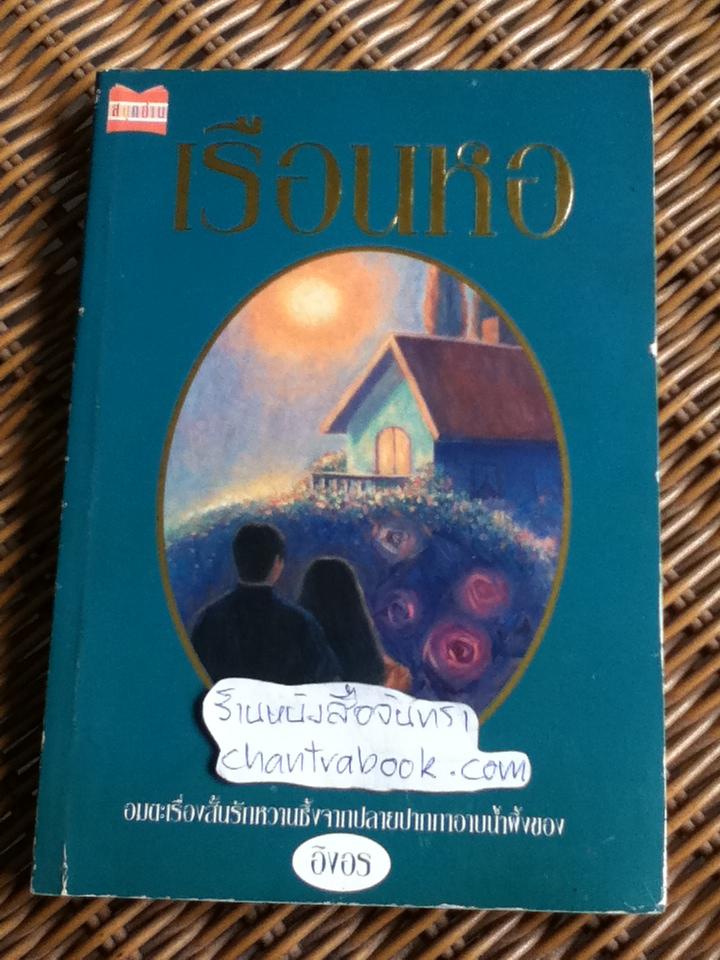 สนุกอ่าน
เรือนหอ
ร้านหนังสือจันทรา
chantrabook.com
อมตะเรื่องสั้นรักหวานซึ้งจากปลายปากกาอาบน้ำผึ้งของ
อิงอร